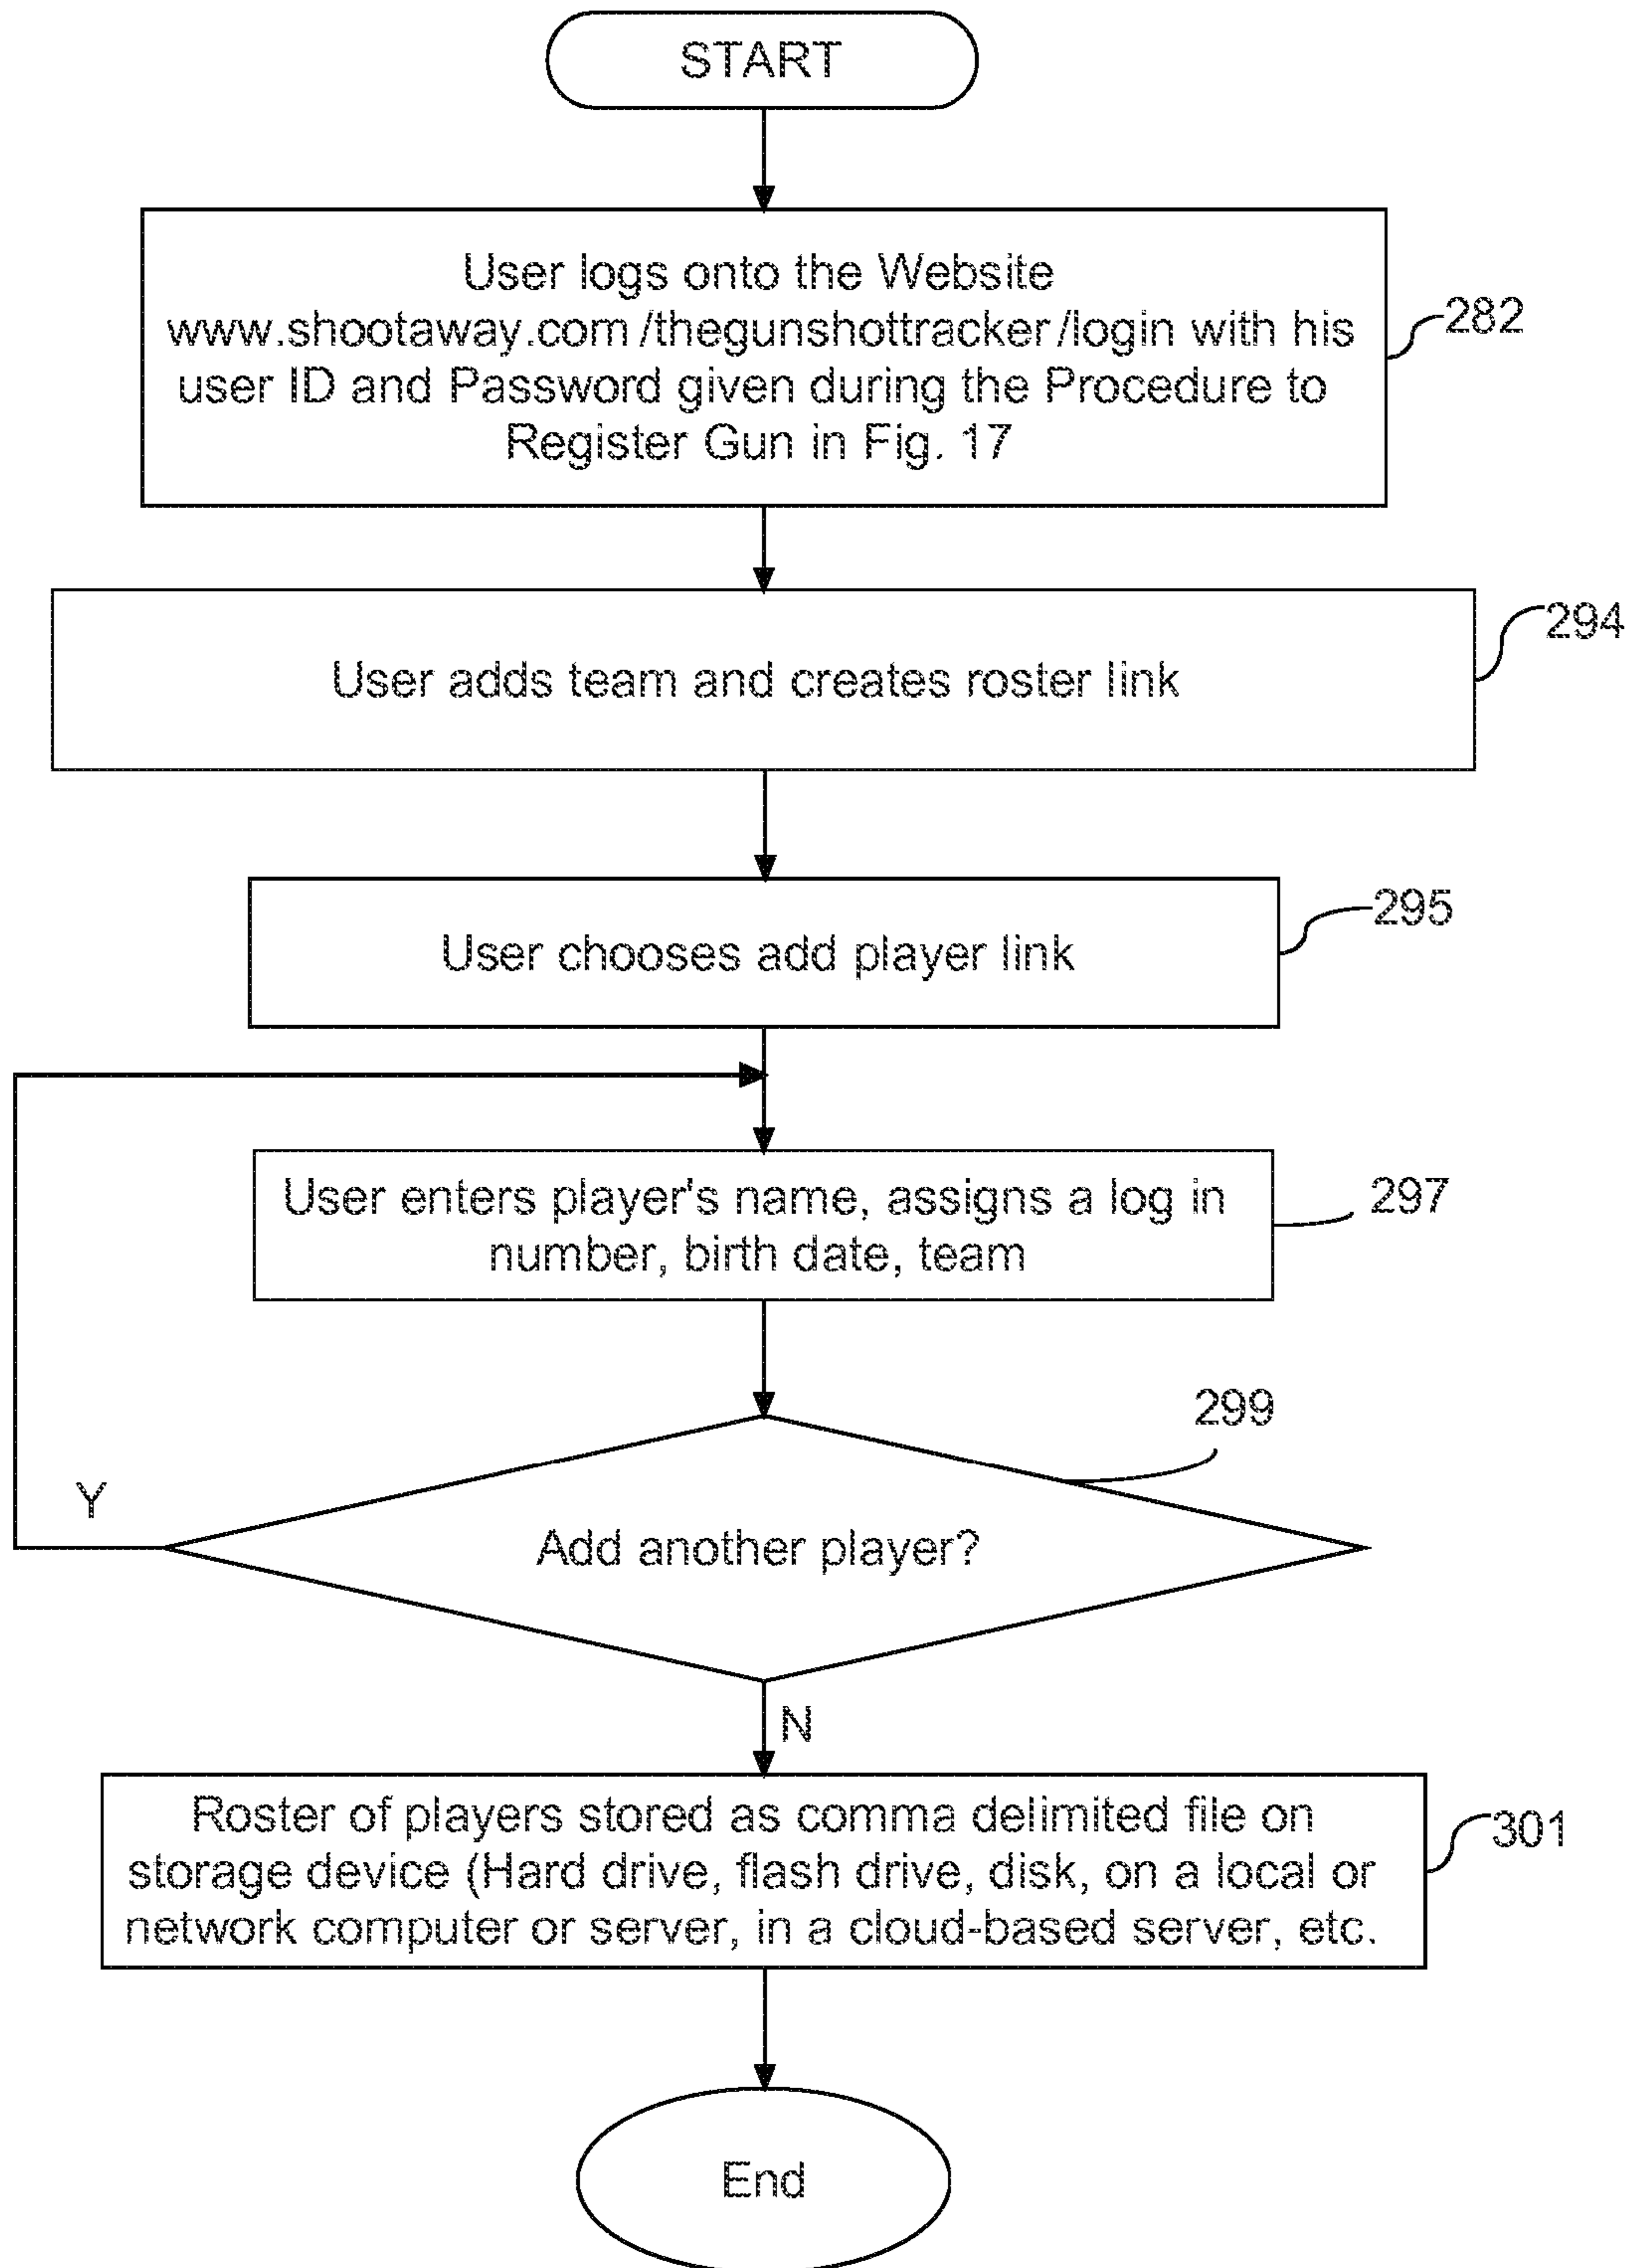 START
User logs onto the Website
www.shootaway.com/thegunshottracker/login with his
user ID and Password given during the Procedure to
Register Gun in Fig. 17
282
User adds team and creates roster link
294
User chooses add player link
295
User enters player's name, assigns a log in
number, birth date, team
297
299
Add another player?
Y
N
Roster of players stored as comma delimited file on
storage device (Hard drive, flash drive, disk, on a local or
network computer or server, in a cloud-based server, etc.
301
End